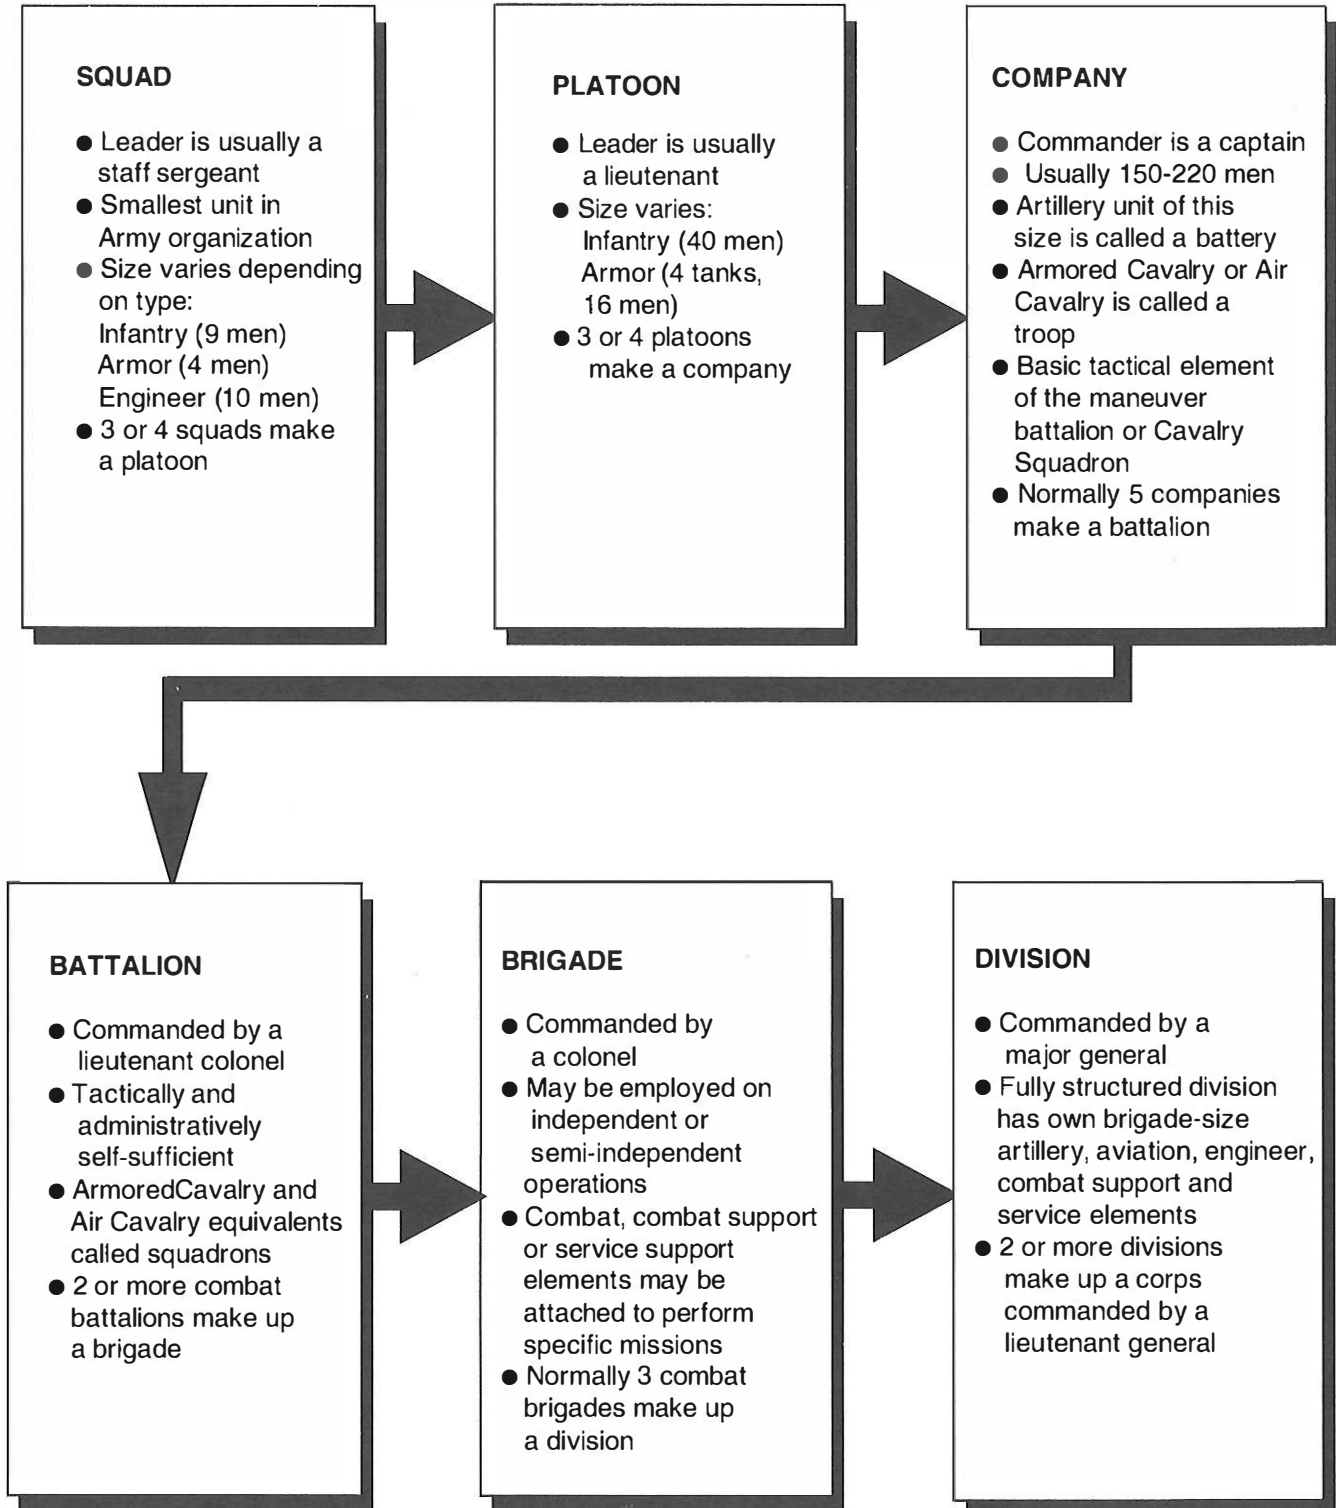 SQUAD
● Leader is usually a
staff sergeant
● Smallest unit in
Army organization
● Size varies depending
on type:
Infantry (9 men)
Armor (4 men)
Engineer (10 men)
● 3 or 4 squads make
a platoon
PLATOON
● Leader is usually
a lieutenant
● Size varies:
Infantry (40 men)
Armor (4 tanks,
16 men)
● 3 or 4 platoons
make a company
COMPANY
● Commander is a captain
● Usually 150-220 men
● Artillery unit of this
size is called a battery
● Armored Cavalry or Air
Cavalry is called a
troop
● Basic tactical element
of the maneuver
battalion or Cavalry
Squadron
● Normally 5 companies
make a battalion
BATTALION
● Commanded by a
lieutenant colonel
● Tactically and
administratively
self-sufficient
● ArmoredCavalry and
Air Cavalry equivalents
called squadrons
● 2 or more combat
battalions make up
a brigade
BRIGADE
● Commanded by
a colonel
● May be employed on
independent or
semi-independent
operations
● Combat, combat support
or service support
elements may be
attached to perform
specific missions
● Normally 3 combat
brigades make up
a division
DIVISION
● Commanded by a
major general
● Fully structured division
has own brigade-size
artillery, aviation, engineer,
combat support and
service elements
● 2 or more divisions
make up a corps
commanded by a
lieutenant general